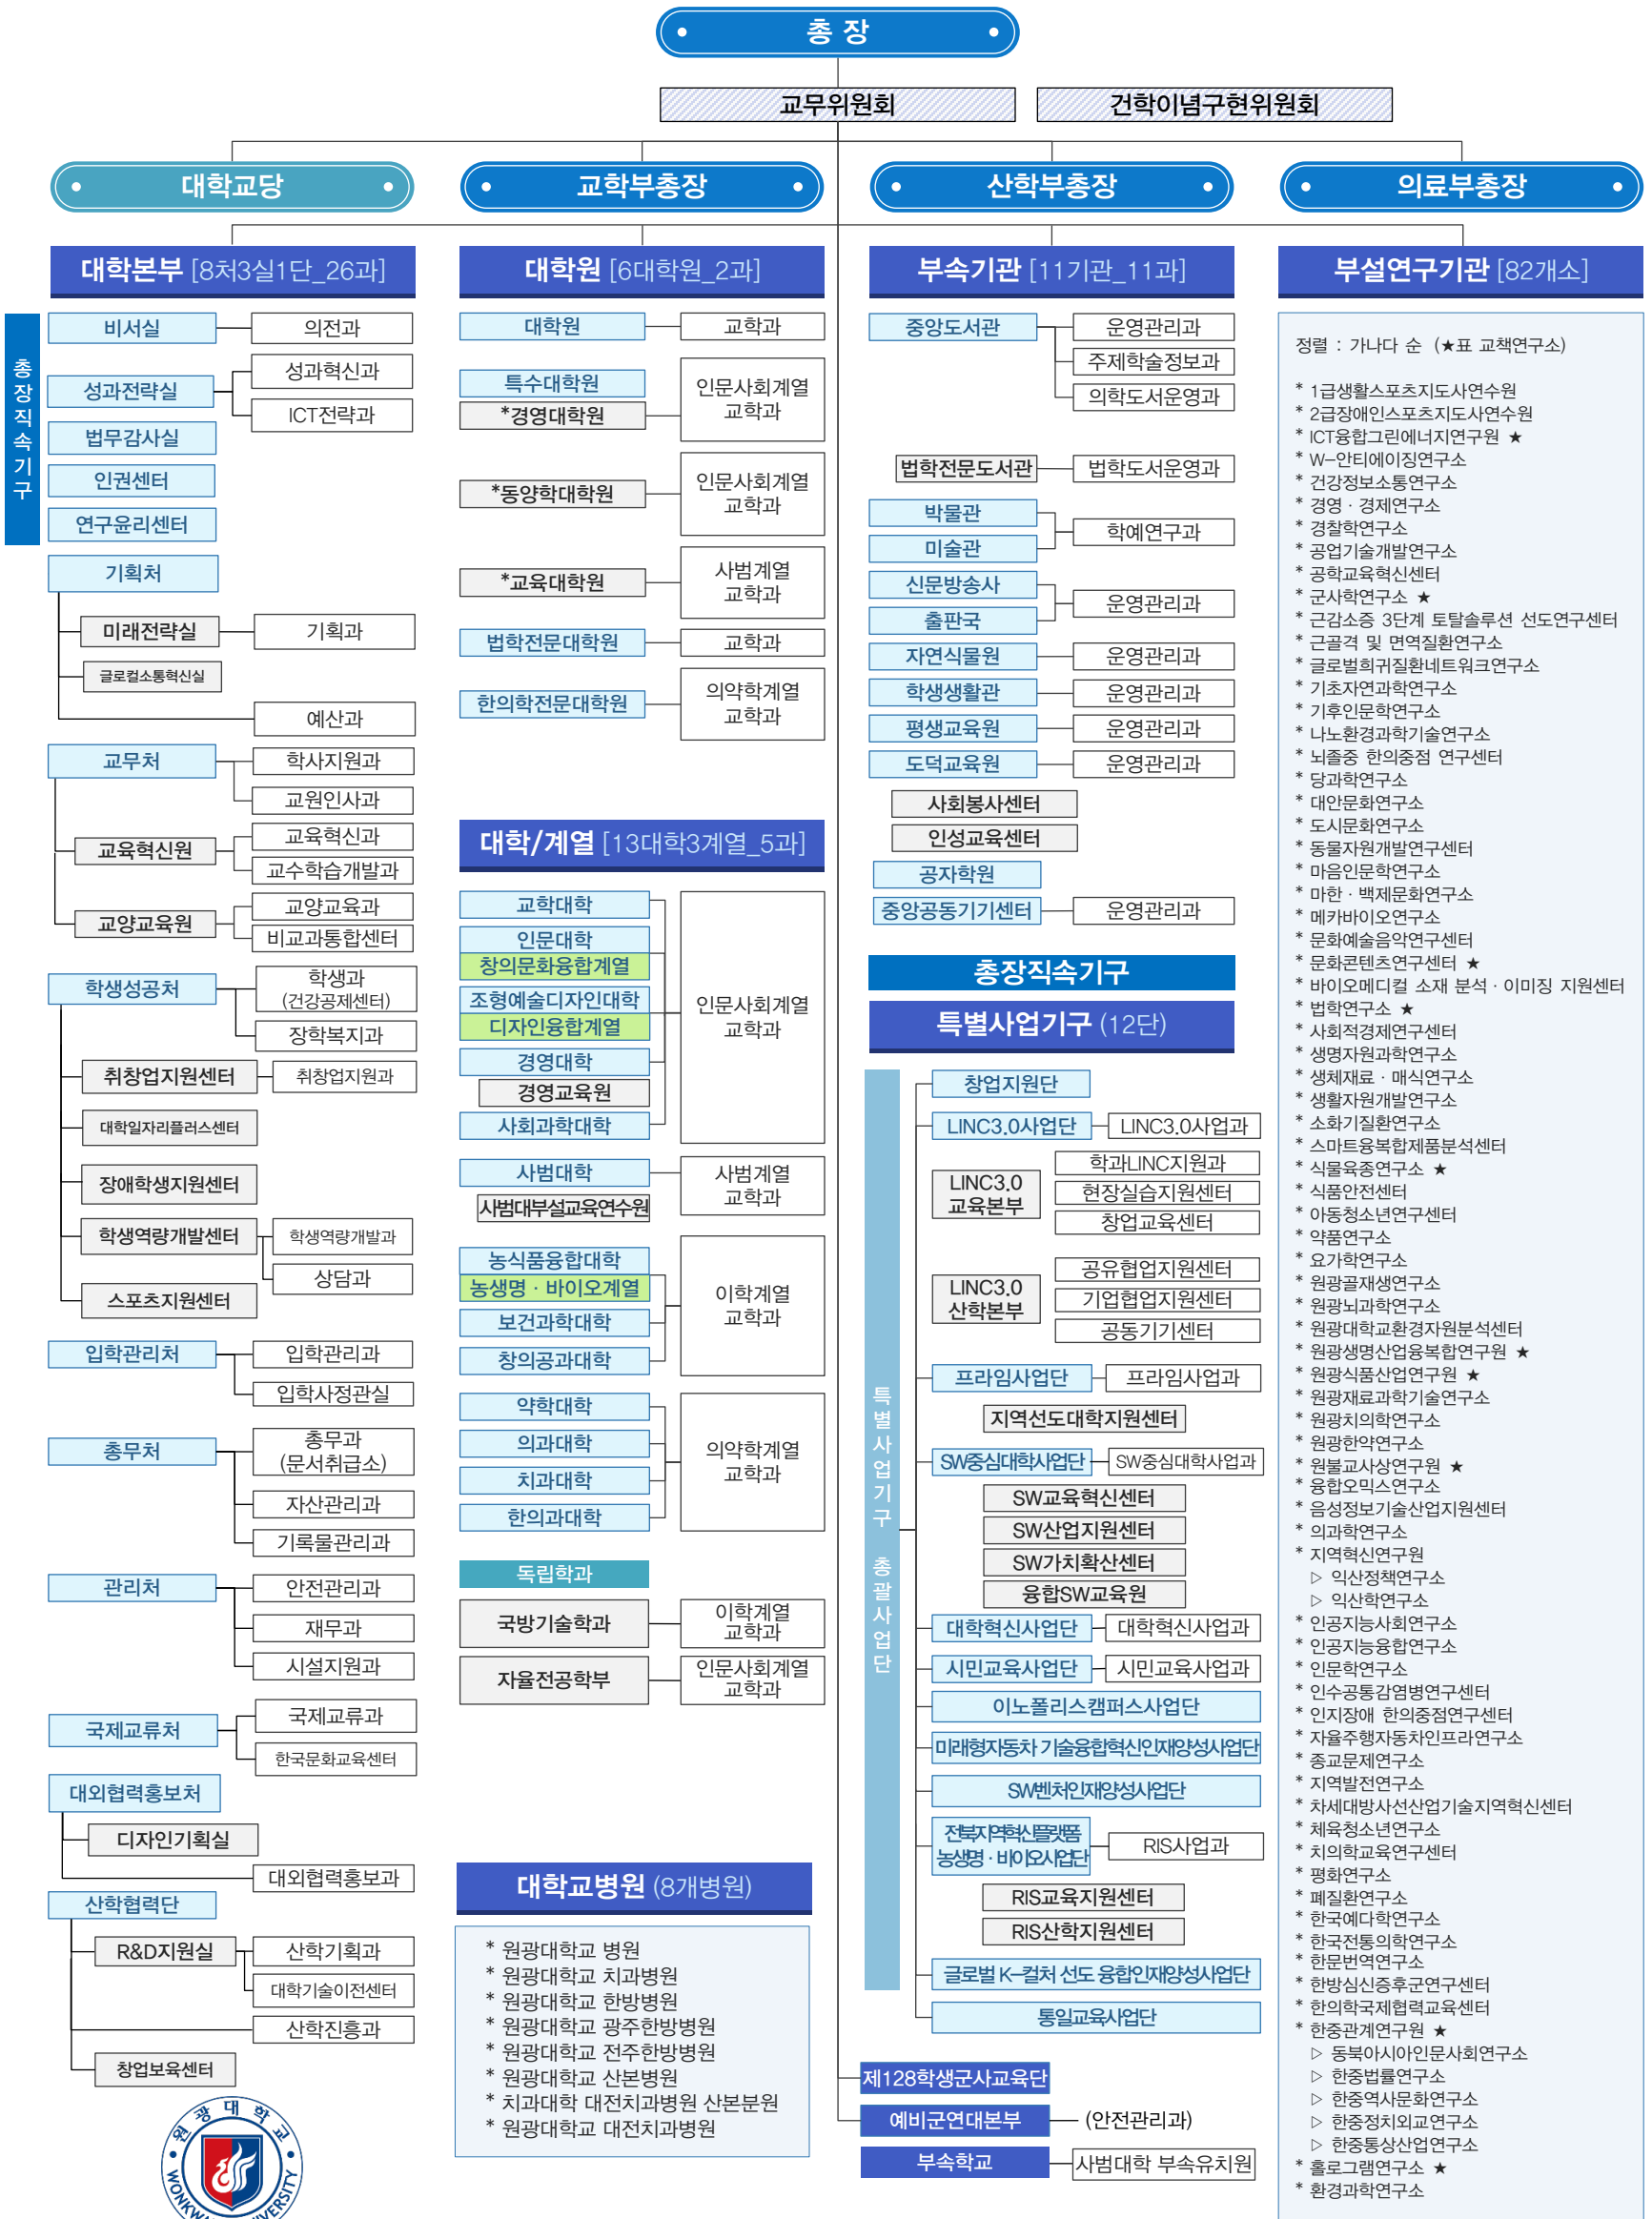 총 장
교무위원회
건학이념구현위원회
대학교당
교학부총장
산학부총장
의료부총장
대학본부 [8처3실1단_26과]
총장직속기구
비서실
의전과
성과전략실
성과혁신과
ICT전략과
법무감사실
인권센터
연구윤리센터
기획처
미래전략실
기획과
글로컬소통혁신실
예산과
교무처
학사지원과
교원인사과
교육혁신원
교육혁신과
교수학습개발과
교양교육원
교양교육과
비교과통합센터
학생성공처
학생과
(건강공제센터)
장학복지과
취창업지원센터
취창업지원과
대학일자리플러스센터
장애학생지원센터
학생역량개발센터
학생역량개발과
상담과
스포츠지원센터
입학관리처
입학관리과
입학사정관실
총무처
총무과
(문서취급소)
자산관리과
기록물관리과
관리처
안전관리과
재무과
시설지원과
국제교류처
국제교류과
한국문화교육센터
대외협력홍보처
디자인기획실
대외협력홍보과
산학협력단
R&D지원실
산학기획과
대학기술이전센터
산학진흥과
창업보육센터
원광대학교
WONKWANG UNIVERSITY
대학원 [6대학원_2과]
대학원
교학과
특수대학원
*경영대학원
인문사회계열
교학과
*동양학대학원
인문사회계열
교학과
*교육대학원
사범계열
교학과
법학전문대학원
교학과
한의학전문대학원
의약학계열
교학과
대학/계열 [13대학3계열_5과]
교학대학
인문대학
창의문화융합계열
조형예술디자인대학
디자인융합계열
경영대학
경영교육원
사회과학대학
인문사회계열
교학과
사범대학
사범계열
교학과
사범대부설교육연수원
농식품융합대학
농생명 · 바이오계열
보건과학대학
창의공과대학
이학계열
교학과
약학대학
의과대학
치과대학
한의과대학
의약학계열
교학과
독립학과
국방기술학과
이학계열
교학과
자율전공학부
인문사회계열
교학과
대학교병원 (8개병원)
* 원광대학교 병원
* 원광대학교 치과병원
* 원광대학교 한방병원
* 원광대학교 광주한방병원
* 원광대학교 전주한방병원
* 원광대학교 산본병원
* 치과대학 대전치과병원 산본분원
* 원광대학교 대전치과병원
부속기관 [11기관_11과]
중앙도서관
운영관리과
주제학술정보과
의학도서운영과
법학전문도서관
법학도서운영과
박물관
미술관
학예연구과
신문방송사
출판국
운영관리과
자연식물원
운영관리과
학생생활관
운영관리과
평생교육원
운영관리과
도덕교육원
운영관리과
사회봉사센터
인성교육센터
공자학원
중앙공동기기센터
운영관리과
총장직속기구
특별사업기구 (12단)
특별사업기구 총괄사업단
창업지원단
LINC3.0사업단
LINC3.0사업과
LINC3.0
교육본부
학과LINC지원과
현장실습지원센터
창업교육센터
LINC3.0
산학본부
공유협업지원센터
기업협업지원센터
공동기기센터
프라임사업단
프라임사업과
지역선도대학지원센터
SW중심대학사업단
SW중심대학사업과
SW교육혁신센터
SW산업지원센터
SW가치확산센터
융합SW교육원
대학혁신사업단
대학혁신사업과
시민교육사업단
시민교육사업과
이노폴리스캠퍼스사업단
미래형자동차 기술융합혁신인재양성사업단
SW벤처인재양성사업단
전북지역혁신플랫폼
농생명 · 바이오사업단
RIS사업과
RIS교육지원센터
RIS산학지원센터
글로벌 K-컬처 선도 융합인재양성사업단
통일교육사업단
제128학생군사교육단
예비군연대본부
(안전관리과)
부속학교
사범대학 부속유치원
부설연구기관 [82개소]
정렬 : 가나다 순 (★표 교책연구소)
* 1급생활스포츠지도사연수원
* 2급장애인스포츠지도사연수원
* ICT융합그린에너지연구원 ★
* W-안티에이징연구소
* 건강정보소통연구소
* 경영 · 경제연구소
* 경찰학연구소
* 공업기술개발연구소
* 공학교육혁신센터
* 군사학연구소 ★
* 근감소증 3단계 토탈솔루션 선도연구센터
* 근골격 및 면역질환연구소
* 글로벌희귀질환네트워크연구소
* 기초자연과학연구소
* 기후인문학연구소
* 나노환경과학기술연구소
* 뇌졸중 한의중점 연구센터
* 당과학연구소
* 대안문화연구소
* 도시문화연구소
* 동물자원개발연구센터
* 마음인문학연구소
* 마한 · 백제문화연구소
* 메카바이오연구소
* 문화예술음악연구센터
* 문화콘텐츠연구센터 ★
* 바이오메디컬 소재 분석 · 이미징 지원센터
* 법학연구소 ★
* 사회적경제연구센터
* 생명자원과학연구소
* 생체재료 · 매식연구소
* 생활자원개발연구소
* 소화기질환연구소
* 스마트융복합제품분석센터
* 식물육종연구소 ★
* 식품안전센터
* 아동청소년연구센터
* 약품연구소
* 요가학연구소
* 원광골재생연구소
* 원광뇌과학연구소
* 원광대학교환경자원분석센터
* 원광생명산업융복합연구원 ★
* 원광식품산업연구원 ★
* 원광재료과학기술연구소
* 원광치의학연구소
* 원광한약연구소
* 원불교사상연구원 ★
* 융합오믹스연구소
* 음성정보기술산업지원센터
* 의과학연구소
* 지역혁신연구원
▷ 익산정책연구소
▷ 익산학연구소
* 인공지능사회연구소
* 인공지능융합연구소
* 인문학연구소
* 인수공통감염병연구센터
* 인지장애 한의중점연구센터
* 자율주행자동차인프라연구소
* 종교문제연구소
* 지역발전연구소
* 차세대방사선산업기술지역혁신센터
* 체육청소년연구소
* 치의학교육연구센터
* 평화연구소
* 폐질환연구소
* 한국예다학연구소
* 한국전통의학연구소
* 한문번역연구소
* 한방심신증후군연구센터
* 한의학국제협력교육센터
* 한중관계연구원 ★
▷ 동북아시아인문사회연구소
▷ 한중법률연구소
▷ 한중역사문화연구소
▷ 한중정치외교연구소
▷ 한중통상산업연구소
* 홀로그램연구소 ★
* 환경과학연구소